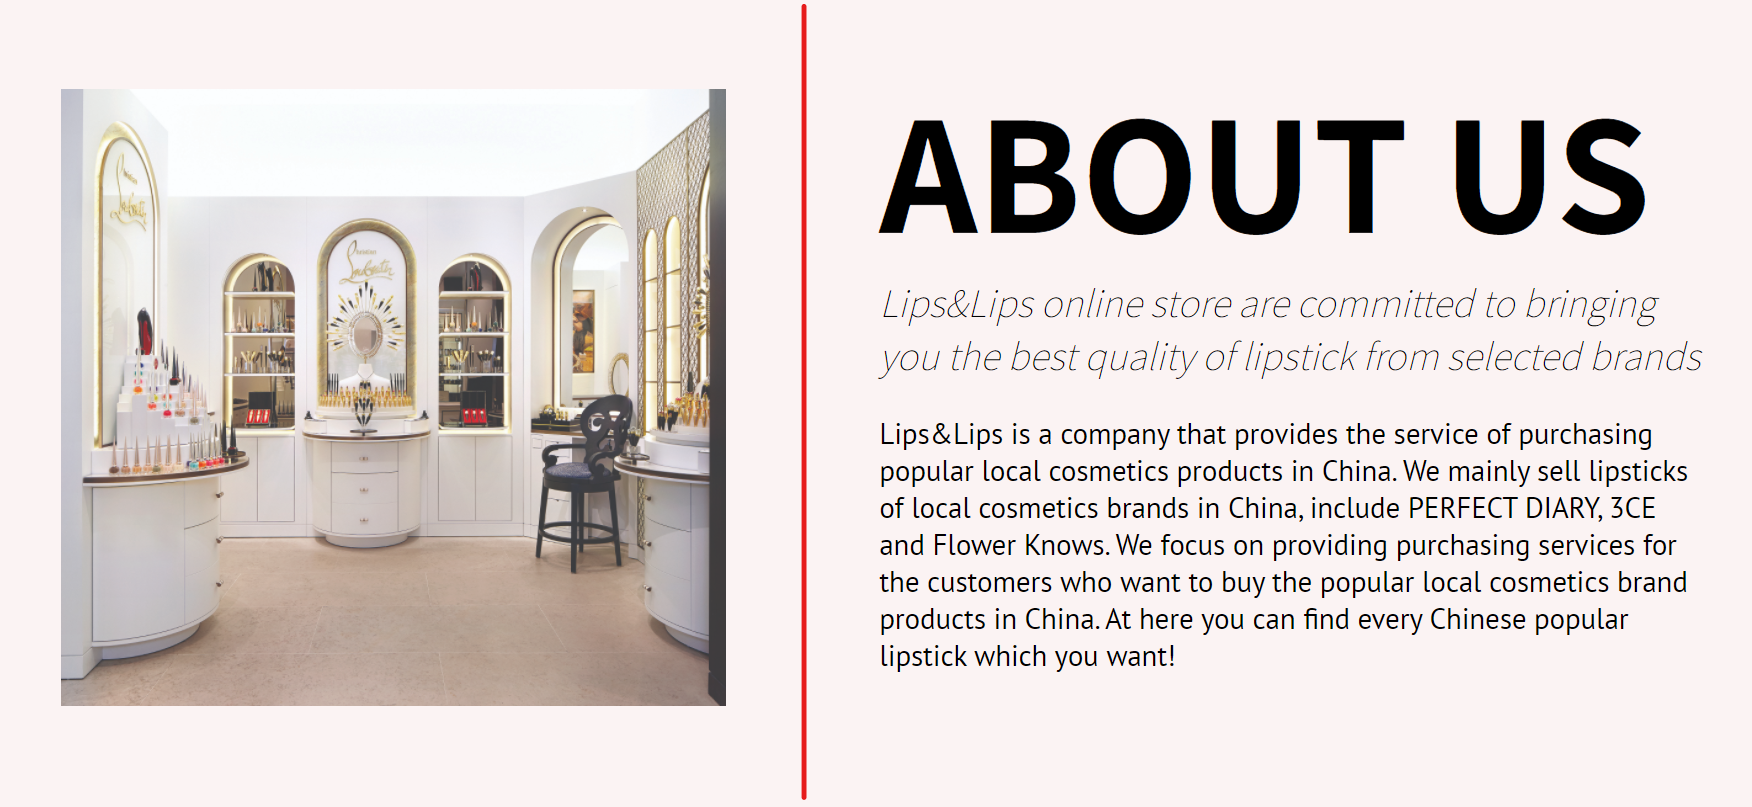 Louboutin
Louboutin
ABOUT US
Lips&Lips online store are committed to bringing
you the best quality of lipstick from selected brands
Lips&Lips is a company that provides the service of purchasing
popular local cosmetics products in China. We mainly sell lipsticks
of local cosmetics brands in China, include PERFECT DIARY, 3CE
and Flower Knows. We focus on providing purchasing services for
the customers who want to buy the popular local cosmetics brand
products in China. At here you can find every Chinese popular
lipstick which you want!